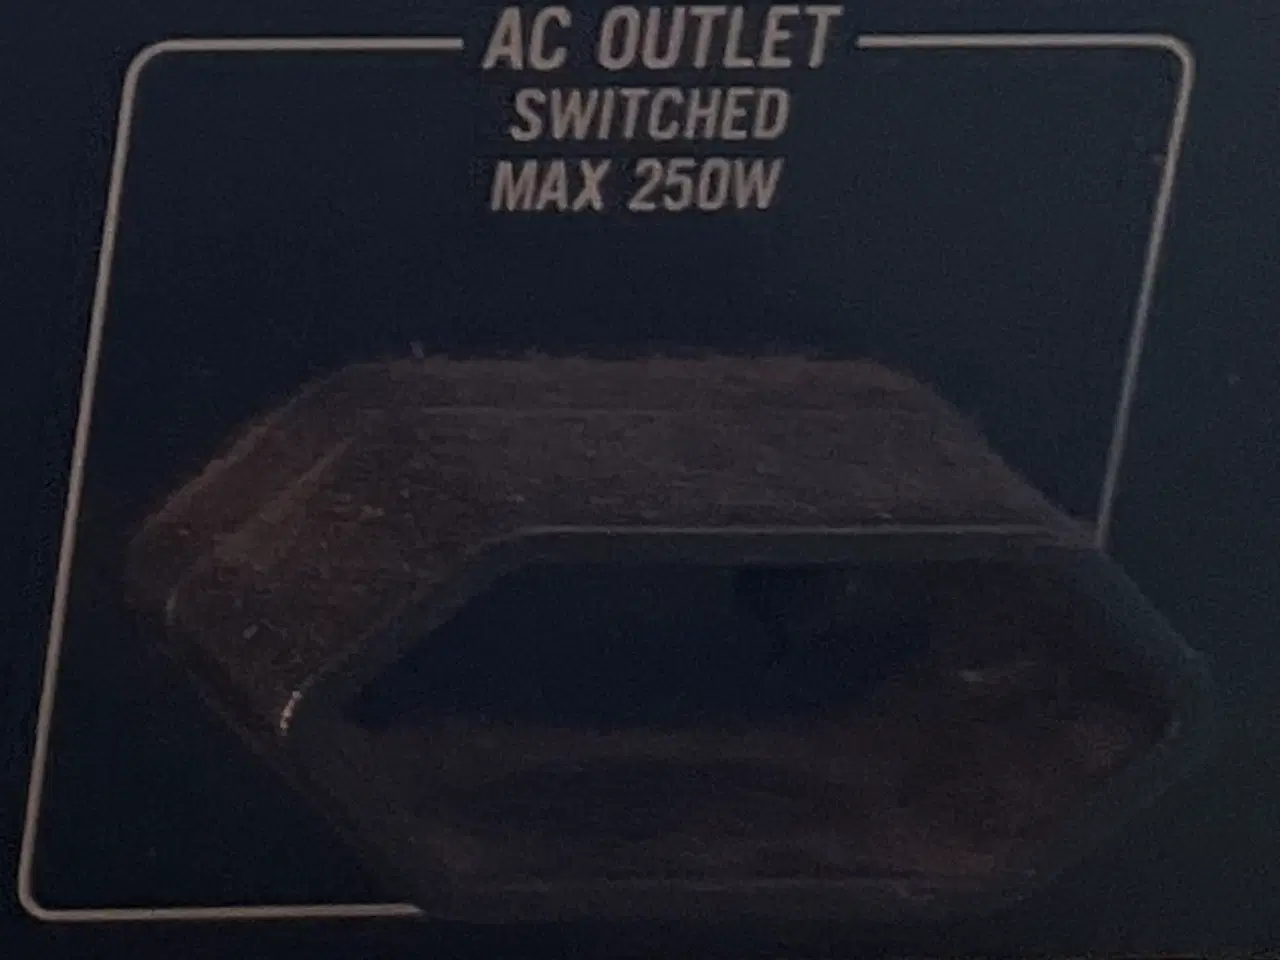 AC OUTLET
SWITCHED
MAX 250W